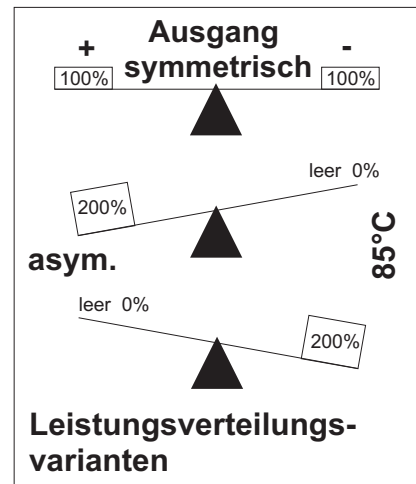 Ausgang
symmetrisch
+ -
100% 100%
leer 0%
200%
asym.
85°C
leer 0%
200%
Leistungsverteilungs-
varianten